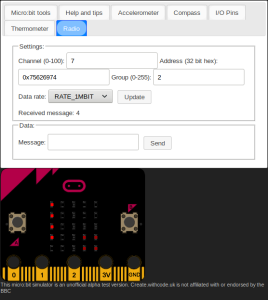 Micro:bit tools Help and tips Accelerometer Compass I/O Pins
Thermometer Radio
Settings:
Channel (0-100): 7 Address (32 bit hex):
0x75626974 Group (0-255): 2
Data rate: RATE_1MBIT Update
Received message: 4
Data:
Message: Send
0 1 2 3V GND
This micro:bit simulator is an unofficial alpha test version. Create.withcode.uk is not affiliated with or endorsed by the
BBC